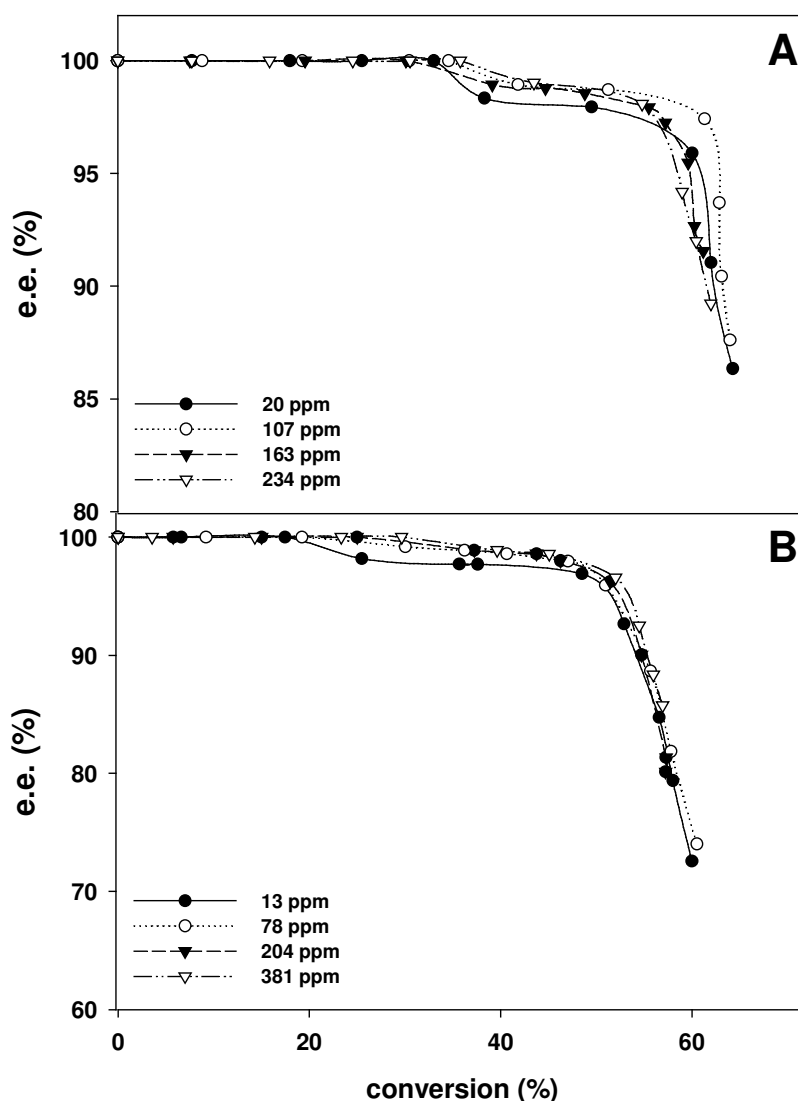 A
100
95
90
85
80
e.e. (%)
20 ppm
107 ppm
163 ppm
234 ppm
B
100
90
80
70
60
e.e. (%)
13 ppm
78 ppm
204 ppm
381 ppm
0 20 40 60
conversion (%)